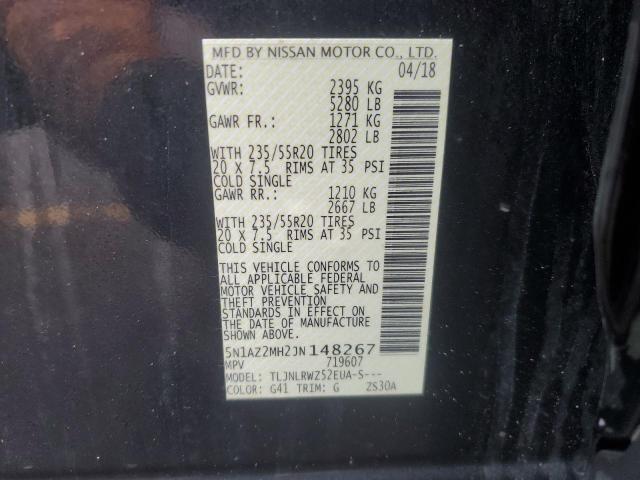 MFD BY NISSAN MOTOR CO., LTD.
DATE: 04/18
GVWR: 2395 KG
5280 LB
GAWR FR.: 1271 KG
2802 LB
WITH 235/55R20 TIRES
20 X 7.5 RIMS AT 35 PSI
COLD SINGLE
GAWR RR.: 1210 KG
2667 LB
WITH 235/55R20 TIRES
20 X 7.5 RIMS AT 35 PSI
COLD SINGLE
THIS VEHICLE CONFORMS TO
ALL APPLICABLE FEDERAL
MOTOR VEHICLE SAFETY AND
THEFT PREVENTION
STANDARDS IN EFFECT ON
THE DATE OF MANUFACTURE
SHOWN ABOVE.
5N1AZ2MH2JN148267
MPV 719607
MODEL: TLJNLRWZ52EUA-S---
COLOR: G41 TRIM: G ZS30A